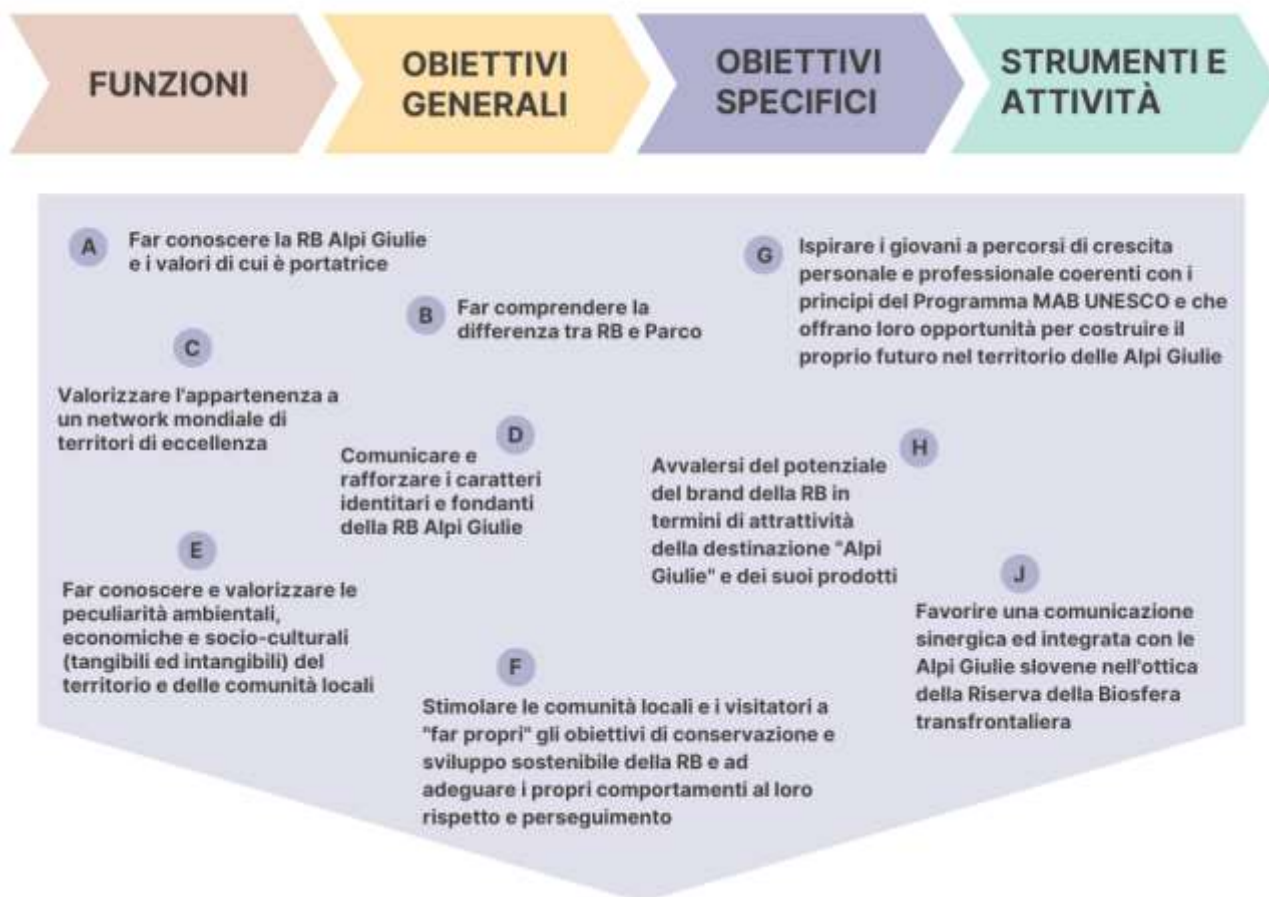 FUNZIONI
OBIETTIVI
GENERALI
OBIETTIVI
SPECIFICI
STRUMENTI E
ATTIVITÀ
A
Far conoscere la RB Alpi Giulie
e i valori di cui è portatrice
B
Far comprendere la
differenza tra RB e Parco
G
Ispirare i giovani a percorsi di crescita
personale e professionale coerenti con i
principi del Programma MAB UNESCO e che
offrano loro opportunità per costruire il
proprio futuro nel territorio delle Alpi Giulie
C
Valorizzare l'appartenenza a
un network mondiale di
territori di eccellenza
D
Comunicare e
rafforzare i caratteri
identitari e fondanti
della RB Alpi Giulie
H
Avvalersi del potenziale
del brand della RB in
termini di attrattività
della destinazione "Alpi
Giulie" e dei suoi prodotti
E
Far conoscere e valorizzare le
peculiarità ambientali,
economiche e socio-culturali
(tangibili ed intangibili) del
territorio e delle comunità locali
F
Stimolare le comunità locali e i visitatori a
"far propri" gli obiettivi di conservazione e
sviluppo sostenibile della RB e ad
adeguare i propri comportamenti al loro
rispetto e perseguimento
J
Favorire una comunicazione
sinergica ed integrata con le
Alpi Giulie slovene nell'ottica
della Riserva della Biosfera
transfrontaliera